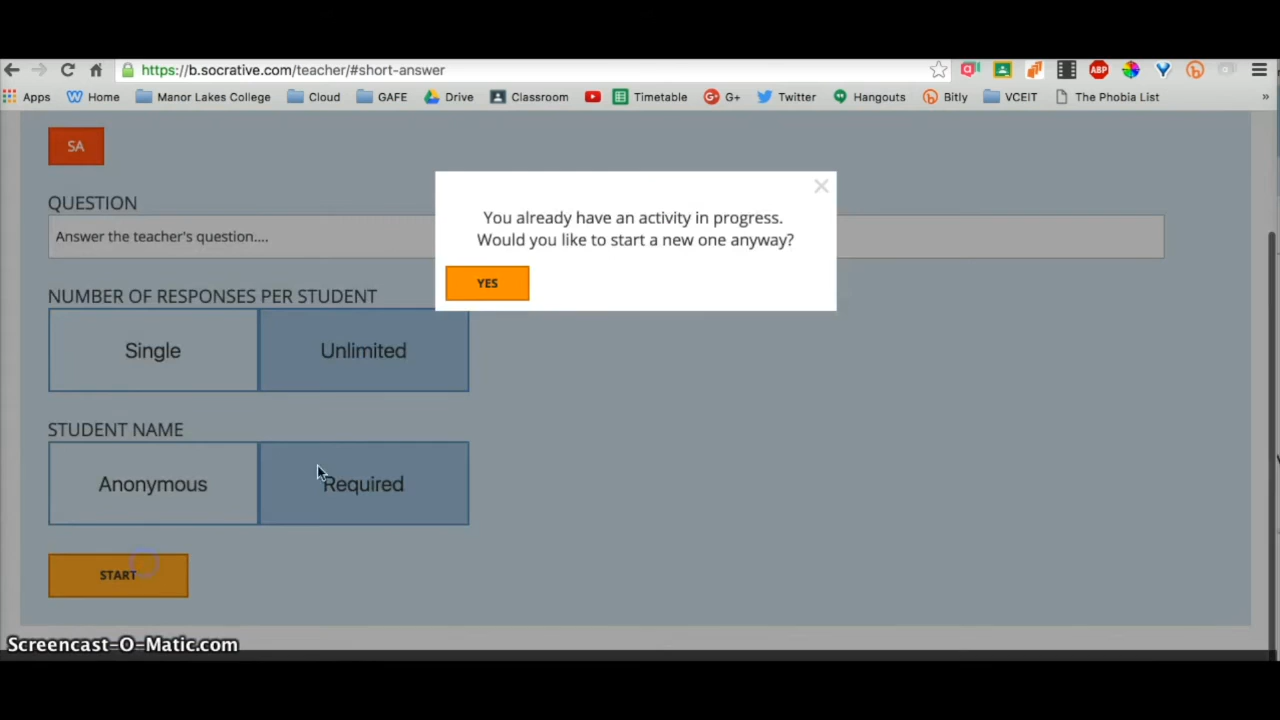 https://b.socrative.com/teacher/#short-answer
Apps Home Manor Lakes College Cloud GAFE Drive Classroom Timetable G+ Twitter Hangouts Bitly VCEIT The Phobia List »
SA
QUESTION
Answer the teacher's question....
You already have an activity in progress.
Would you like to start a new one anyway?
YES
NUMBER OF RESPONSES PER STUDENT
Single Unlimited
STUDENT NAME
Anonymous Required
START
Screencast-O-Matic.com